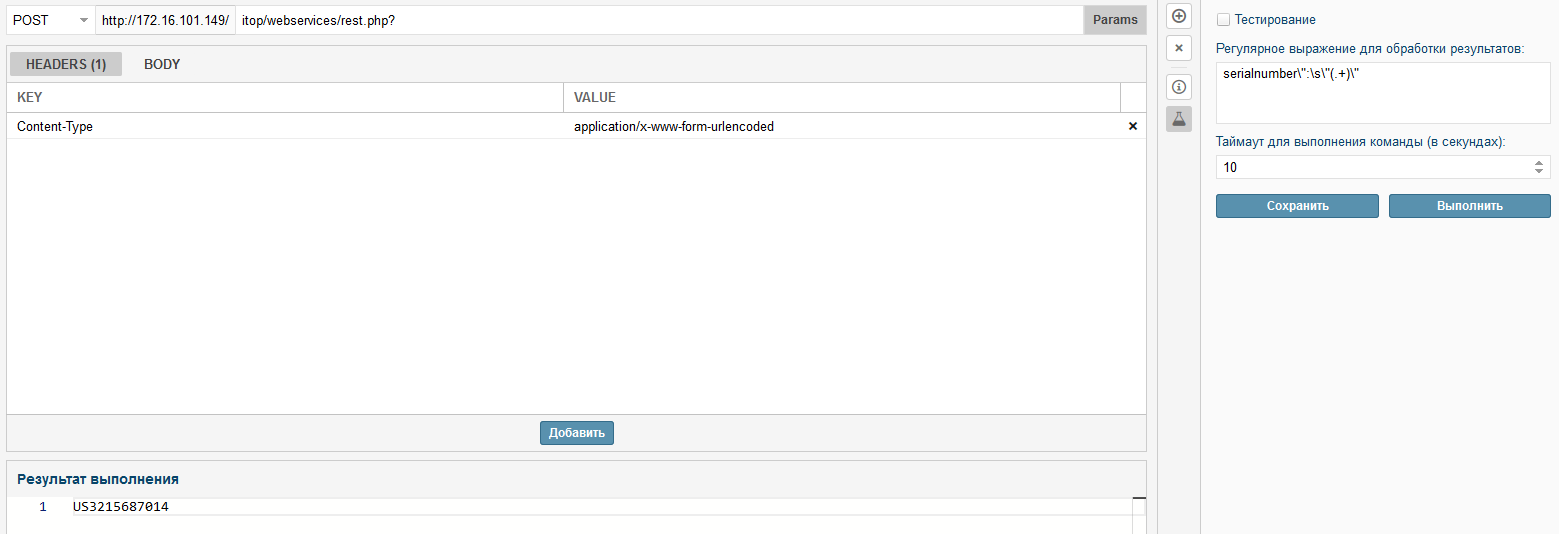 POST http://172.16.101.149/ itop/webservices/rest.php? Params
HEADERS (1) BODY
KEY VALUE
Content-Type application/x-www-form-urlencoded
Добавить
Результат выполнения
1 US3215687014
Тестирование
Регулярное выражение для обработки результатов:
serialnumber\":\s\"(.+)\"
Таймаут для выполнения команды (в секундах):
10
Сохранить Выполнить